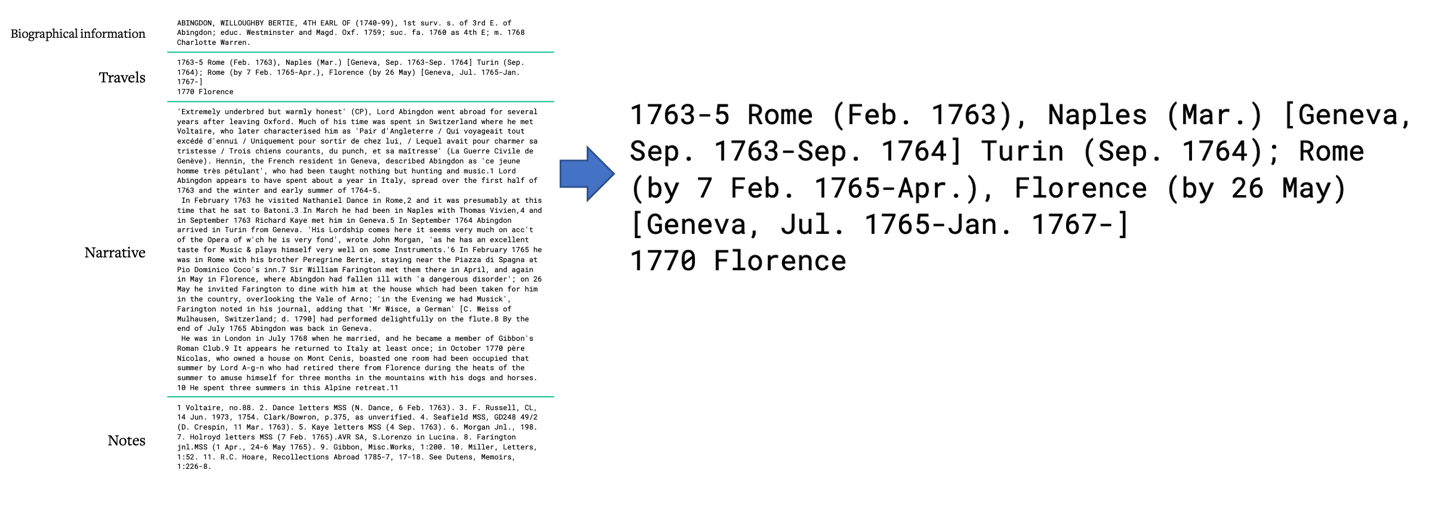 Biographical information
ABINGDON, WILLOUGHBY BERTIE, 4TH EARL OF (1740-99), 1st surv. s. of 3rd E. of
Abingdon; educ. Westminster and Magd. Oxf. 1759; suc. fa. 1760 as 4th E; m. 1768
Charlotte Warren.
Travels
1763-5 Rome (Feb. 1763), Naples (Mar.) [Geneva, Sep. 1763-Sep. 1764] Turin (Sep.
1764); Rome (by 7 Feb. 1765-Apr.), Florence (by 26 May) [Geneva, Jul. 1765-Jan.
1767-]
1770 Florence
Narrative
'Extremely underbred but warmly honest' (CP), Lord Abingdon went abroad for several
years after leaving Oxford. Much of his time was spent in Switzerland where he met
Voltaire, who later characterised him as 'Pair d'Angleterre / Qui voyageait tout
excédé d'ennui / Uniquement pour sortir de chez lui, / Lequel avait pour charmer sa
tristesse / Trois chiens courants, du punch, et sa maîtresse' (La Guerre Civile de
Genève). Hennin, the French resident in Geneva, described Abingdon as 'ce jeune
homme très pétulant', who had been taught nothing but hunting and music.1 Lord
Abingdon appears to have spent about a year in Italy, spread over the first half of
1763 and the winter and early summer of 1764-5.
In February 1763 he visited Nathaniel Dance in Rome,2 and it was presumably at this
time that he sat to Batoni.3 In March he had been in Naples with Thomas Vivien,4 and
in September 1763 Richard Kaye met him in Geneva.5 In September 1764 Abingdon
arrived in Turin from Geneva. 'His Lordship comes here it seems very much on acc't
of the Opera of w'ch he is very fond', wrote John Morgan, 'as he has an excellent
taste for Music & plays himself very well on some Instruments.'6 In February 1765 he
was in Rome with his brother Peregrine Bertie, staying near the Piazza di Spagna at
Pio Dominico Coco's inn.7 Sir William Farington met them there in April, and again
in May in Florence, where Abingdon had fallen ill with 'a dangerous disorder'; on 26
May he invited Farington to dine with him at the house which had been taken for him
in the country, overlooking the Vale of Arno; 'in the Evening we had Musick',
Farington noted in his journal, adding that 'Mr Wisce, a German' [C. Weiss of
Mulhausen, Switzerland; d. 1790] had performed delightfully on the flute.8 By the
end of July 1765 Abingdon was back in Geneva.
He was in London in July 1768 when he married, and he became a member of Gibbon's
Roman Club.9 It appears he returned to Italy at least once; in October 1770 père
Nicolas, who owned a house on Mont Cenis, boasted one room had been occupied that
summer by Lord A-g-n who had retired there from Florence during the heats of the
summer to amuse himself for three months in the mountains with his dogs and horses.
10 He spent three summers in this Alpine retreat.11
Notes
1 Voltaire, no.88. 2. Dance letters MSS (N. Dance, 6 Feb. 1763). 3. F. Russell, CL,
14 Jun. 1973, 1754. Clark/Bowron, p.375, as unverified. 4. Seafield MSS, GD248 49/2
(D. Crespin, 11 Mar. 1763). 5. Kaye letters MSS (4 Sep. 1763). 6. Morgan Jnl., 198.
7. Holroyd letters MSS (7 Feb. 1765).AVR SA, S.Lorenzo in Lucina. 8. Farington
jnl.MSS (1 Apr., 24-6 May 1765). 9. Gibbon, Misc.Works, 1:200. 10. Miller, Letters,
1:52. 11. R.C. Hoare, Recollections Abroad 1785-7, 17-18. See Dutens, Memoirs,
1:226-8.
1763-5 Rome (Feb. 1763), Naples (Mar.) [Geneva,
Sep. 1763-Sep. 1764] Turin (Sep. 1764); Rome
(by 7 Feb. 1765-Apr.), Florence (by 26 May)
[Geneva, Jul. 1765-Jan. 1767-]
1770 Florence